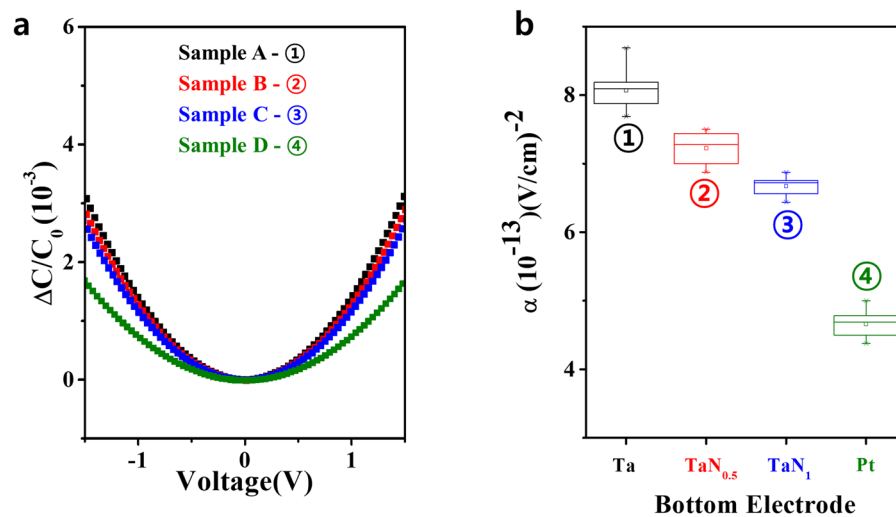 a
Sample A - ①
Sample B - ②
Sample C - ③
Sample D - ④
6
4
2
0
ΔC/C₀ (10⁻³)
-1
0
1
Voltage(V)
b
8
6
4
α (10⁻¹³)(V/cm)⁻²
①
②
③
④
Ta
TaN₀.₅
TaN₁
Pt
Bottom Electrode